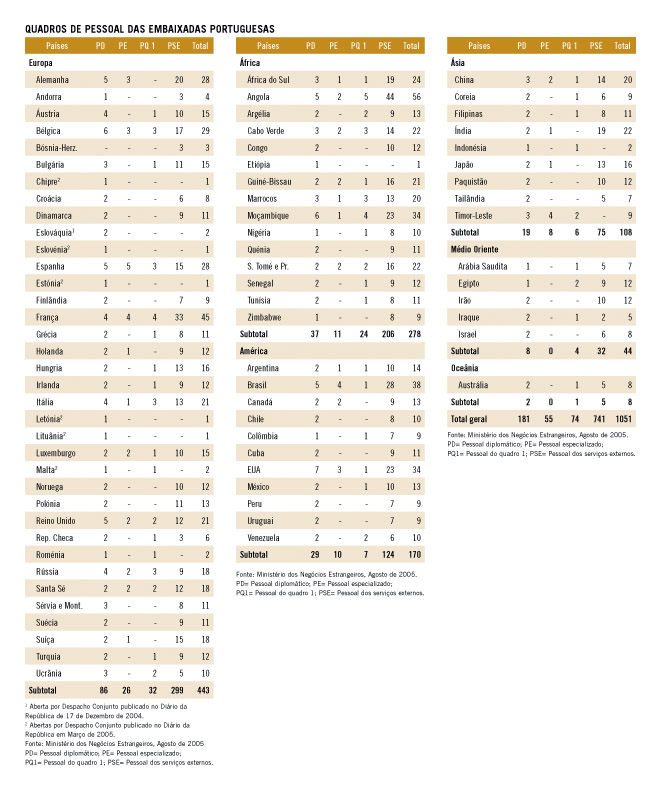 QUADROS DE PESSOAL DAS EMBAIXADAS PORTUGUESAS
Países PD PE PQ 1 PSE Total
Europa
Alemanha 5 3 - 20 28
Andorra 1 - - 3 4
Áustria 4 - 1 10 15
Bélgica 6 3 3 17 29
Bósnia-Herz. - - - 3 3
Bulgária 3 - 1 11 15
Chipre² 1 - - - 1
Croácia 2 - - 6 8
Dinamarca 2 - - 9 11
Eslováquia¹ 2 - - - 2
Eslovénia² 1 - - - 1
Espanha 5 5 3 15 28
Estónia² 1 - - - 1
Finlândia 2 - - 7 9
França 4 4 4 33 45
Grécia 2 - 1 8 11
Holanda 2 1 - 9 12
Hungria 2 - 1 13 16
Irlanda 2 - 1 9 12
Itália 4 1 3 13 21
Letónia² 1 - - - 1
Lituânia² 1 - - - 1
Luxemburgo 2 2 1 10 15
Malta² 1 - 1 - 2
Noruega 2 - - 10 12
Polónia 2 - - 11 13
Reino Unido 5 2 2 12 21
Rep. Checa 2 - 1 3 6
Roménia 1 - 1 - 2
Rússia 4 2 3 9 18
Santa Sé 2 2 2 12 18
Sérvia e Mont. 3 - - 8 11
Suécia 2 - - 9 11
Suíça 2 1 - 15 18
Turquia 2 - 1 9 12
Ucrânia 3 - 2 5 10
Subtotal 86 26 32 299 443
¹ Aberta por Despacho Conjunto publicado no Diário da
República de 17 de Dezembro de 2004.
² Abertas por Despacho Conjunto publicado no Diário da
República em Março de 2005.
Fonte: Ministério dos Negócios Estrangeiros, Agosto de 2005
PD= Pessoal diplomático; PE= Pessoal especializado;
PQ1= Pessoal do quadro 1; PSE= Pessoal dos serviços externos.
Países PD PE PQ 1 PSE Total
África
África do Sul 3 1 1 19 24
Angola 5 2 5 44 56
Argélia 2 - 2 9 13
Cabo Verde 3 2 3 14 22
Congo 2 - - 10 12
Etiópia 1 - - - 1
Guiné-Bissau 2 2 1 16 21
Marrocos 3 1 3 13 20
Moçambique 6 1 4 23 34
Nigéria 1 - 1 8 10
Quénia 2 - - 9 11
S. Tomé e Pr. 2 2 2 16 22
Senegal 2 - 1 9 12
Tunísia 2 - 1 8 11
Zimbabwe 1 - - 8 9
Subtotal 37 11 24 206 278
América
Argentina 2 1 1 10 14
Brasil 5 4 1 28 38
Canadá 2 2 - 9 13
Chile 2 - - 8 10
Colômbia 1 - 1 7 9
Cuba 2 - - 9 11
EUA 7 3 1 23 34
México 2 - 1 10 13
Peru 2 - - 7 9
Uruguai 2 - - 7 9
Venezuela 2 - 2 6 10
Subtotal 29 10 7 124 170
Fonte: Ministério dos Negócios Estrangeiros, Agosto de 2005.
PD= Pessoal diplomático; PE= Pessoal especializado;
PQ1= Pessoal do quadro 1; PSE= Pessoal dos serviços externos.
Países PD PE PQ 1 PSE Total
Ásia
China 3 2 1 14 20
Coreia 2 - 1 6 9
Filipinas 2 - 1 8 11
Índia 2 1 - 19 22
Indonésia 1 - 1 - 2
Japão 2 1 - 13 16
Paquistão 2 - - 10 12
Tailândia 2 - - 5 7
Timor-Leste 3 4 2 - 9
Subtotal 19 8 6 75 108
Médio Oriente
Arábia Saudita 1 - 1 5 7
Egipto 1 - 2 9 12
Irão 2 - - 10 12
Iraque 2 - 1 2 5
Israel 2 - - 6 8
Subtotal 8 0 4 32 44
Oceânia
Austrália 2 - 1 5 8
Subtotal 2 0 1 5 8
Total geral 181 55 74 741 1051
Fonte: Ministério dos Negócios Estrangeiros, Agosto de 2005.
PD= Pessoal diplomático; PE= Pessoal especializado;
PQ1= Pessoal do quadro 1; PSE= Pessoal dos serviços externos.